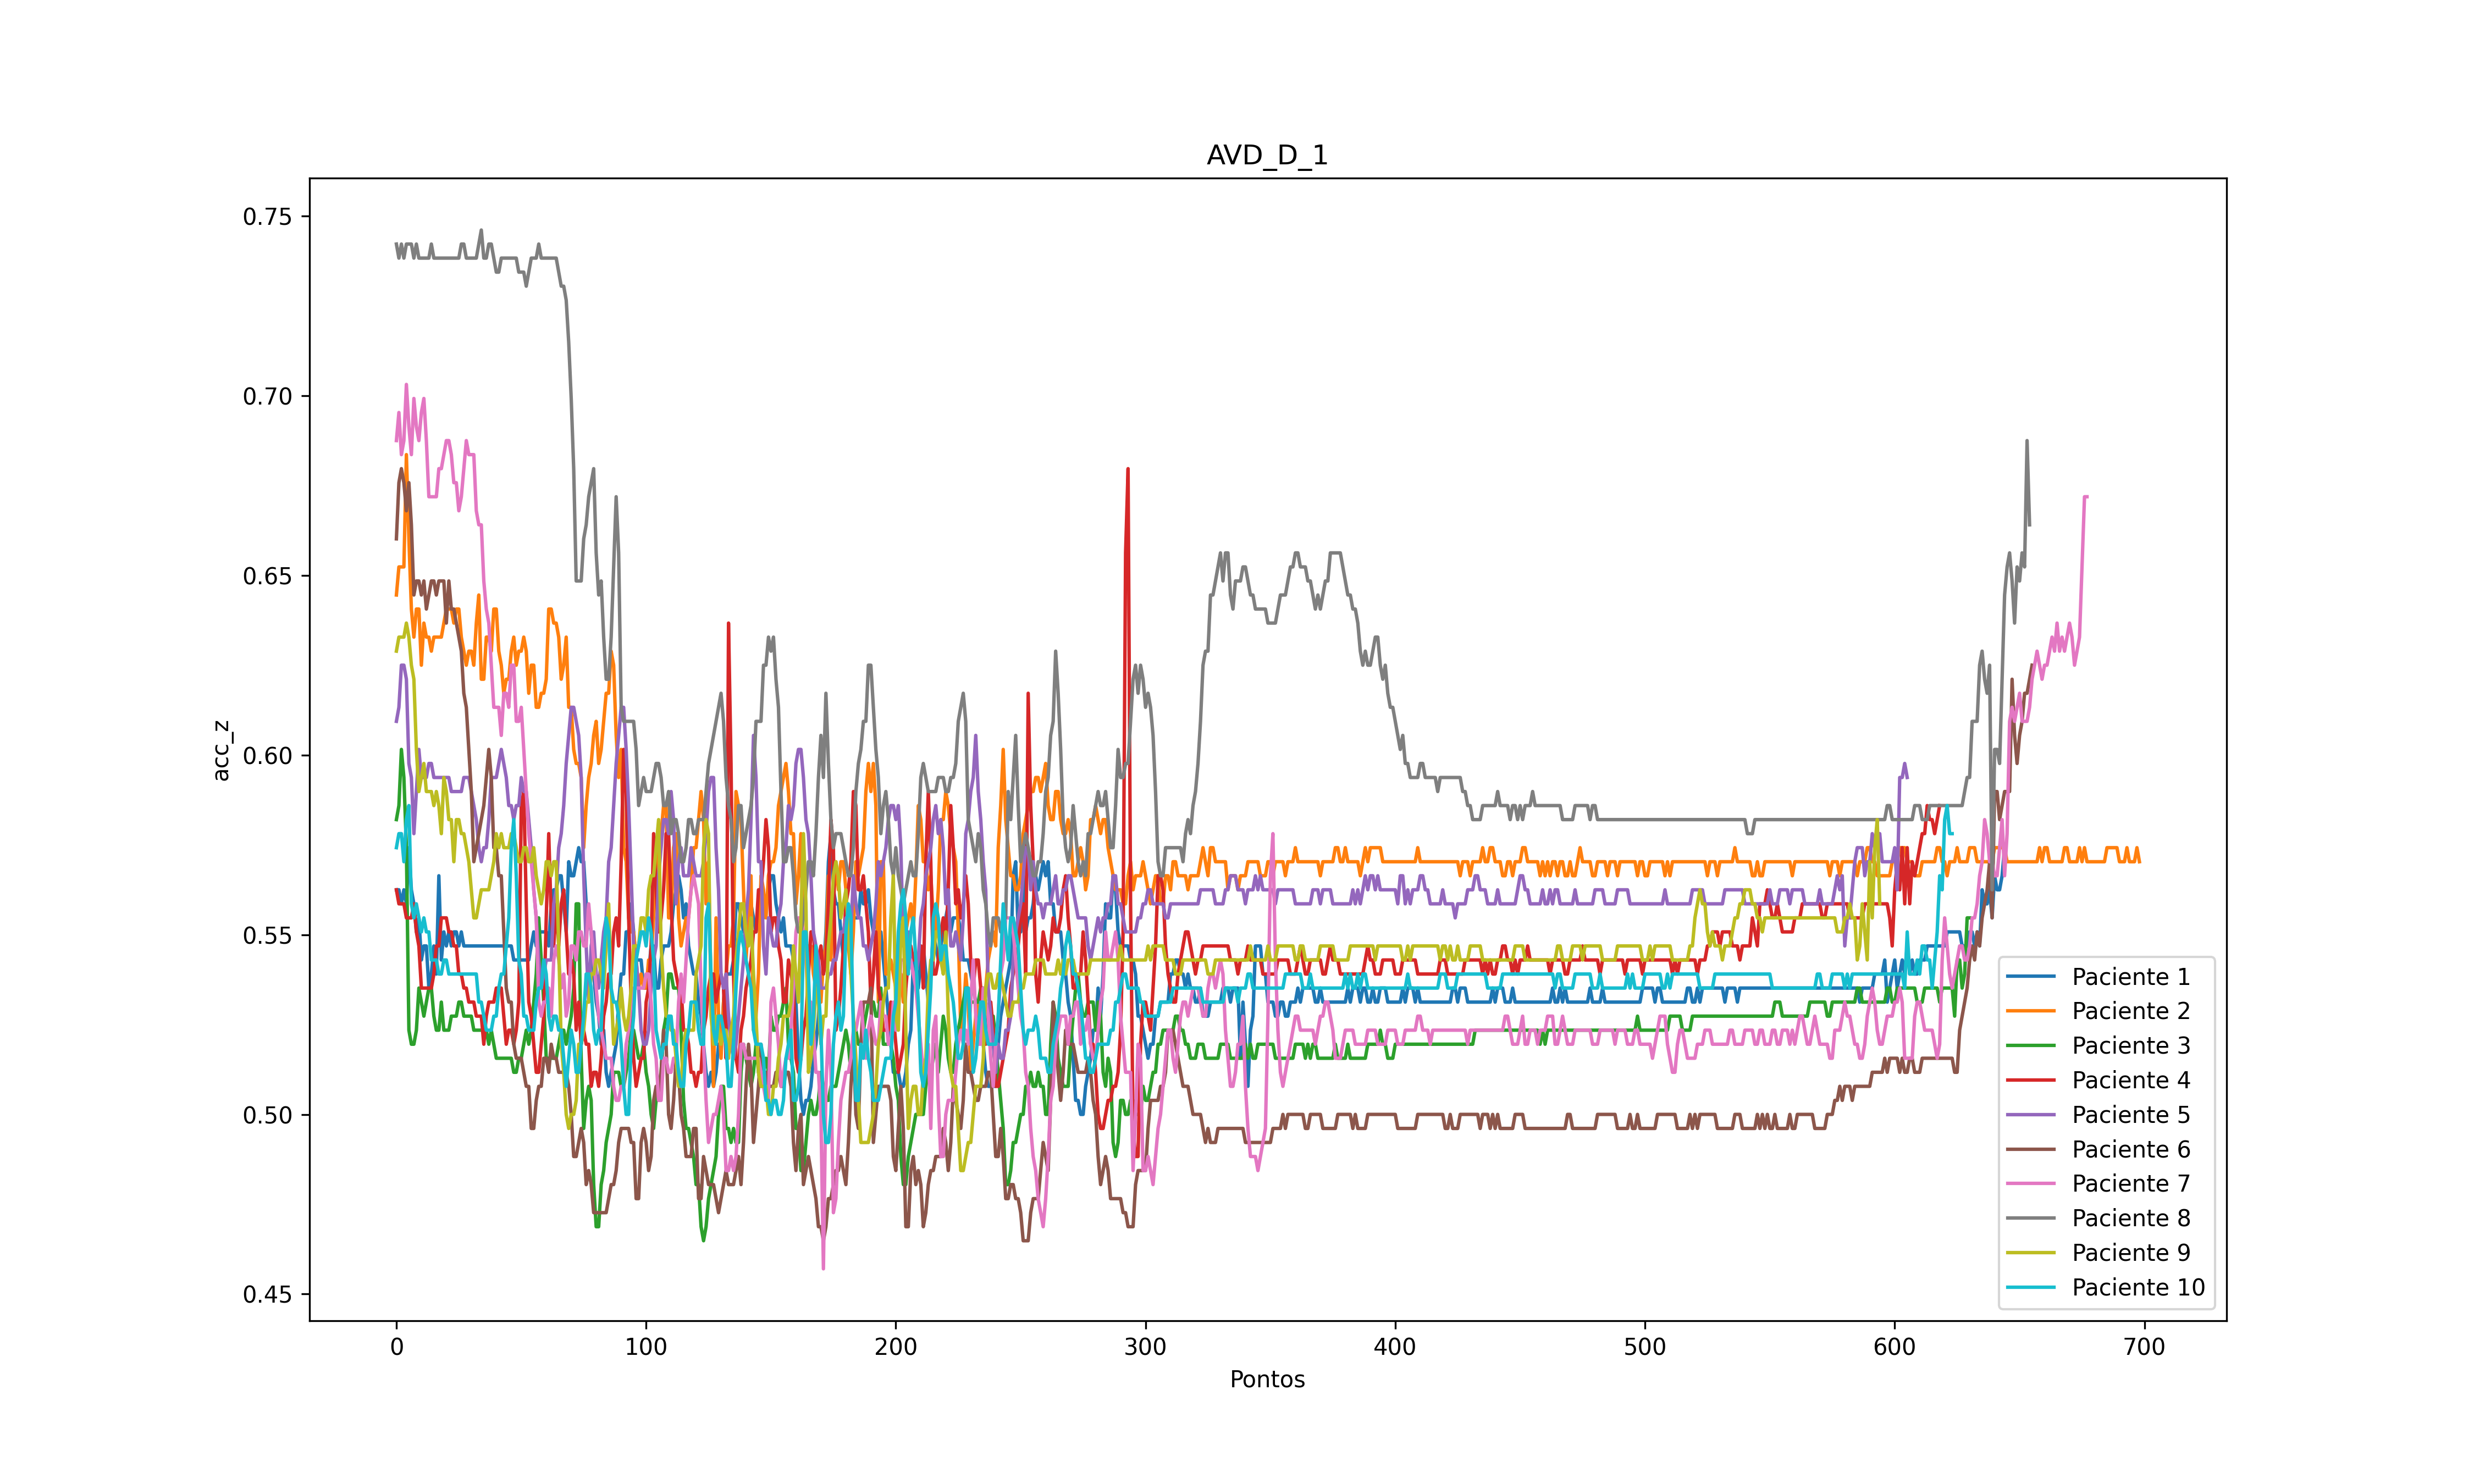 AVD_D_1
acc_z
0.75
0.70
0.65
0.60
0.55
0.50
0.45
0 100 200 300 400 500 600 700
Pontos
Paciente 1
Paciente 2
Paciente 3
Paciente 4
Paciente 5
Paciente 6
Paciente 7
Paciente 8
Paciente 9
Paciente 10